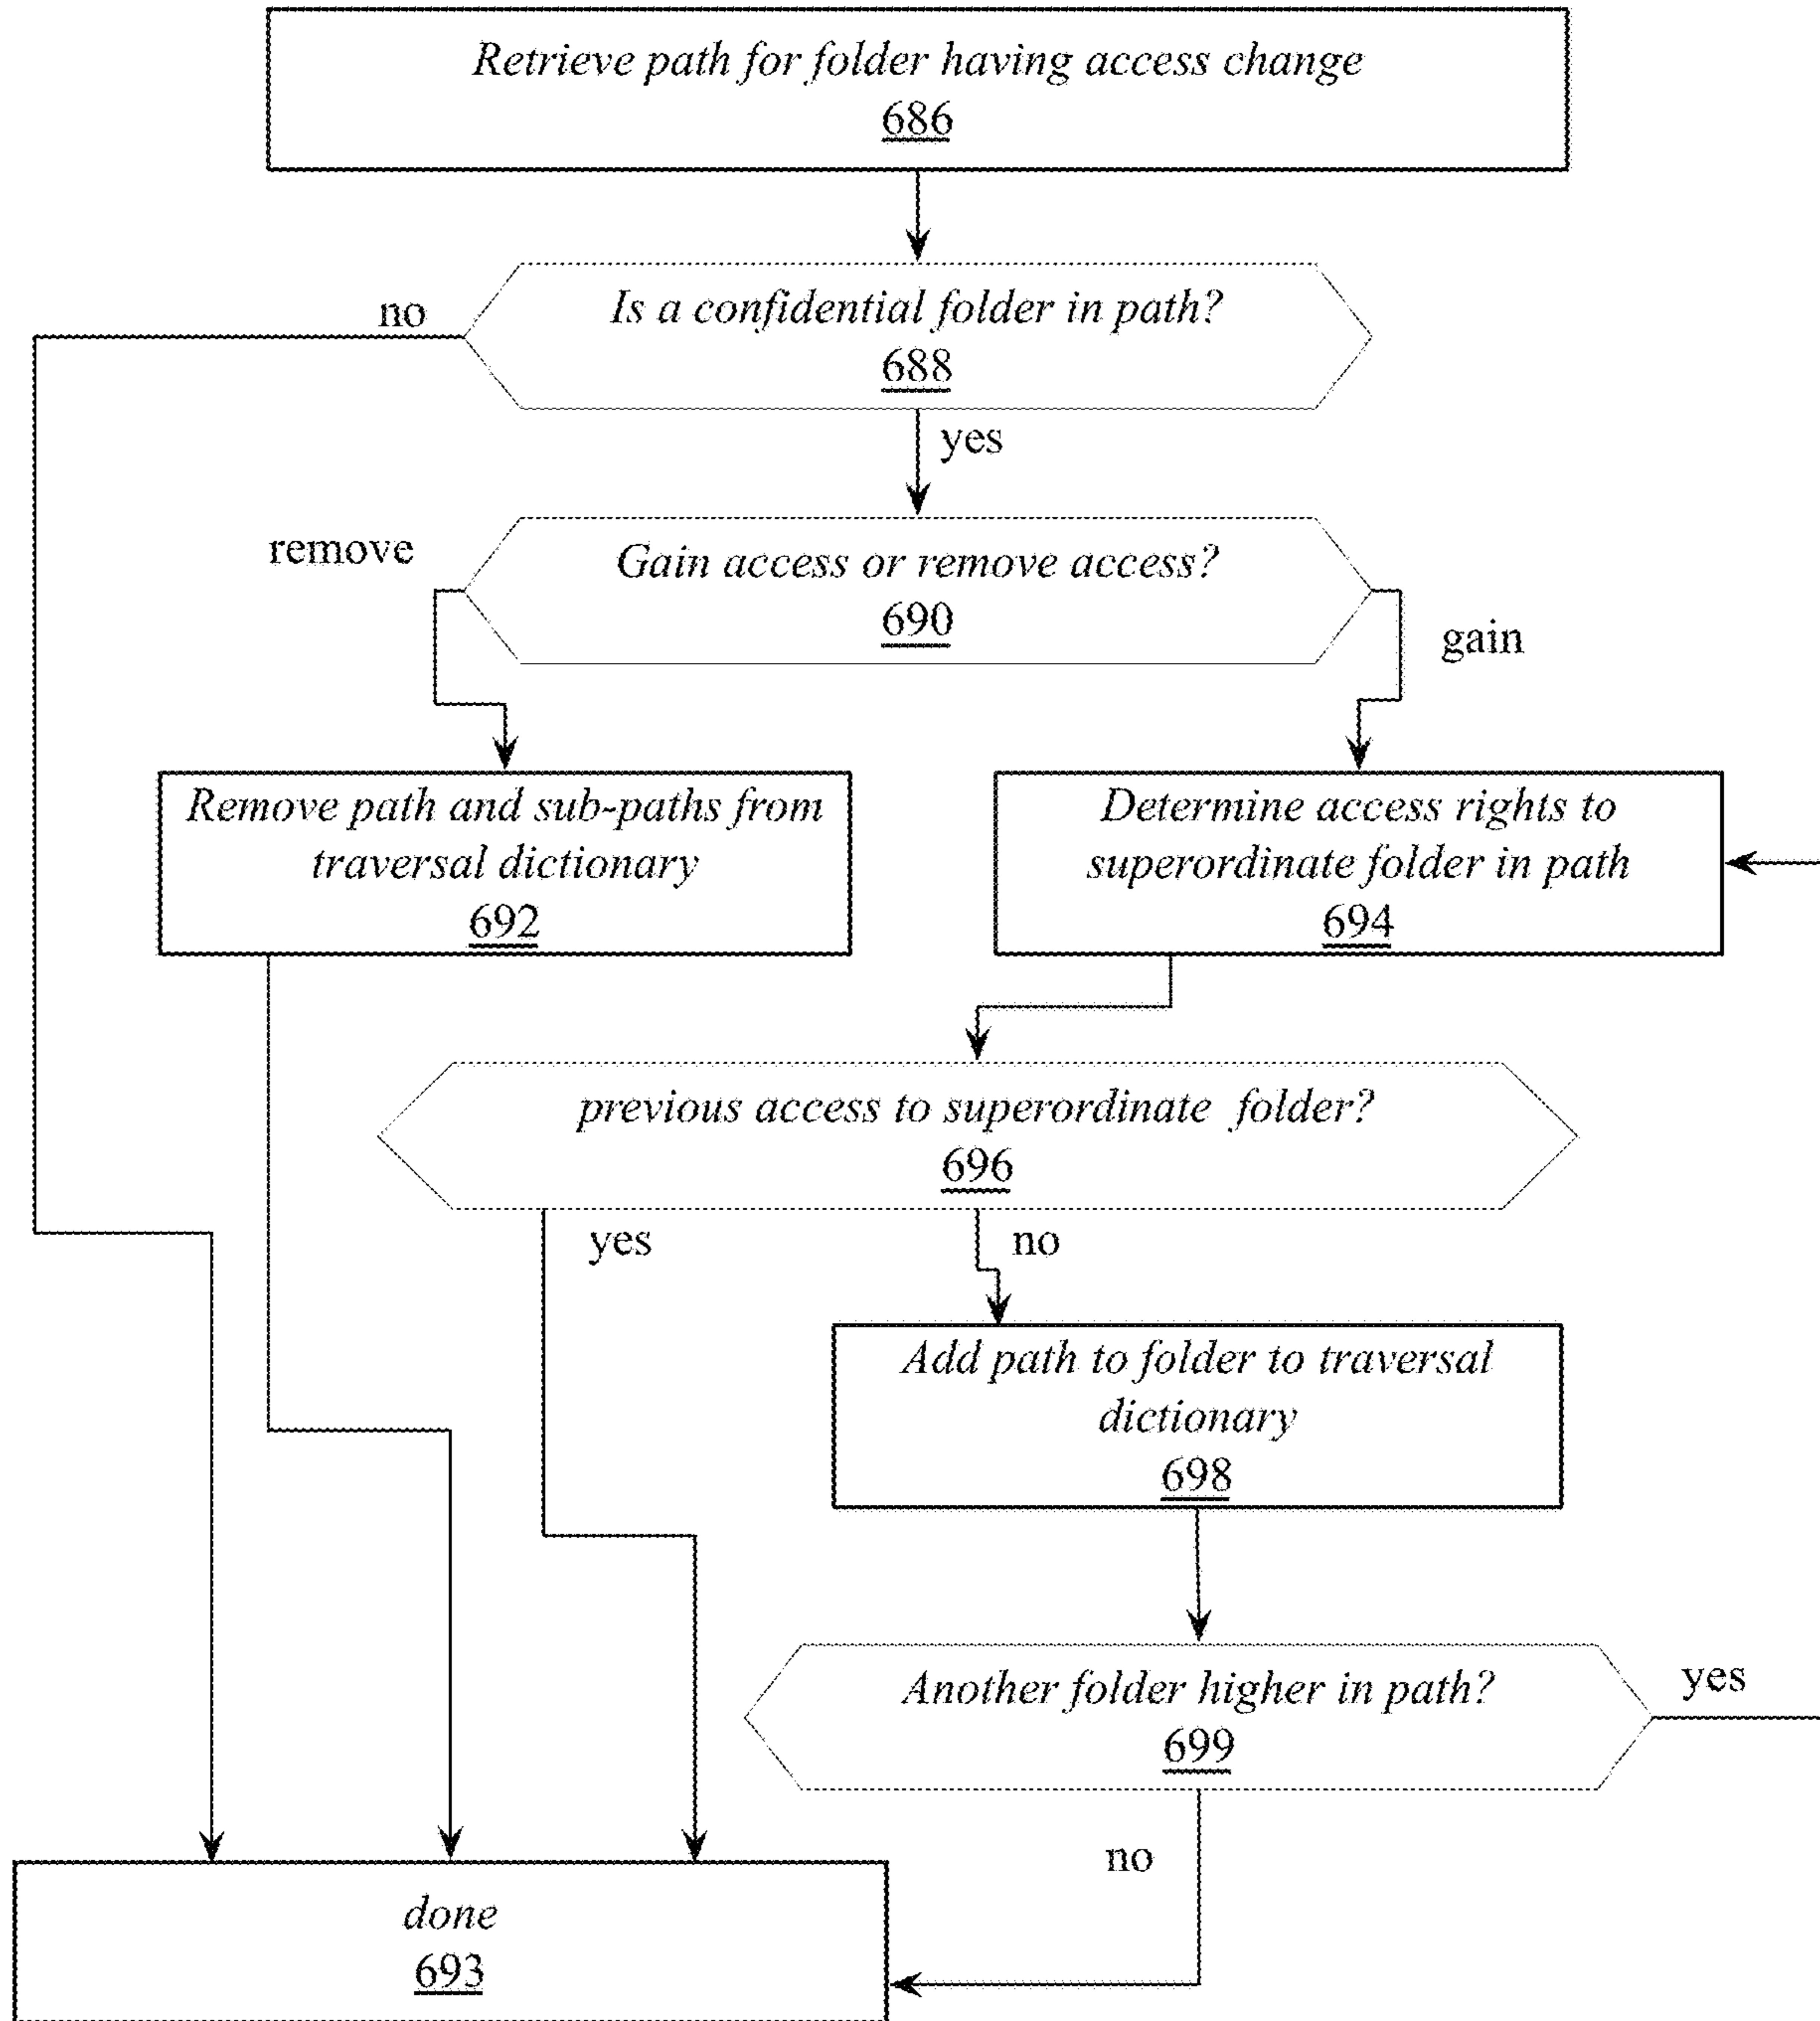 Retrieve path for folder having access change
686
no
Is a confidential folder in path?
688
yes
remove
Gain access or remove access?
690
gain
Remove path and sub-paths from
traversal dictionary
692
Determine access rights to
superordinate folder in path
694
previous access to superordinate folder?
696
yes
no
Add path to folder to traversal
dictionary
698
Another folder higher in path?
699
yes
no
done
693